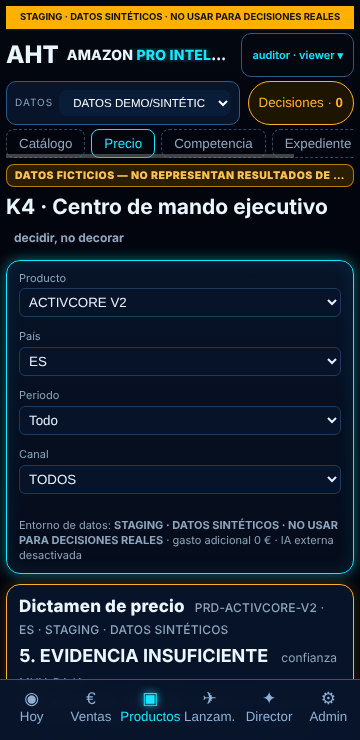 STAGING · DATOS SINTÉTICOS · NO USAR PARA DECISIONES REALES
AHT AMAZON PRO INTEL... auditor · viewer ▾
DATOS DATOS DEMO/SINTÉTIC Decisiones · 0
Catálogo Precio Competencia Expediente
DATOS FICTICIOS — NO REPRESENTAN RESULTADOS DE ...
K4 · Centro de mando ejecutivo
decidir, no decorar
Producto
ACTIVCORE V2
País
ES
Periodo
Todo
Canal
TODOS
Entorno de datos: STAGING · DATOS SINTÉTICOS · NO USAR
PARA DECISIONES REALES · gasto adicional 0 € · IA externa
desactivada
Dictamen de precio PRD-ACTIVCORE-V2 ·
ES · STAGING · DATOS SINTÉTICOS
5. EVIDENCIA INSUFICIENTE confianza
Hoy Ventas Productos Lanzam. Director Admin